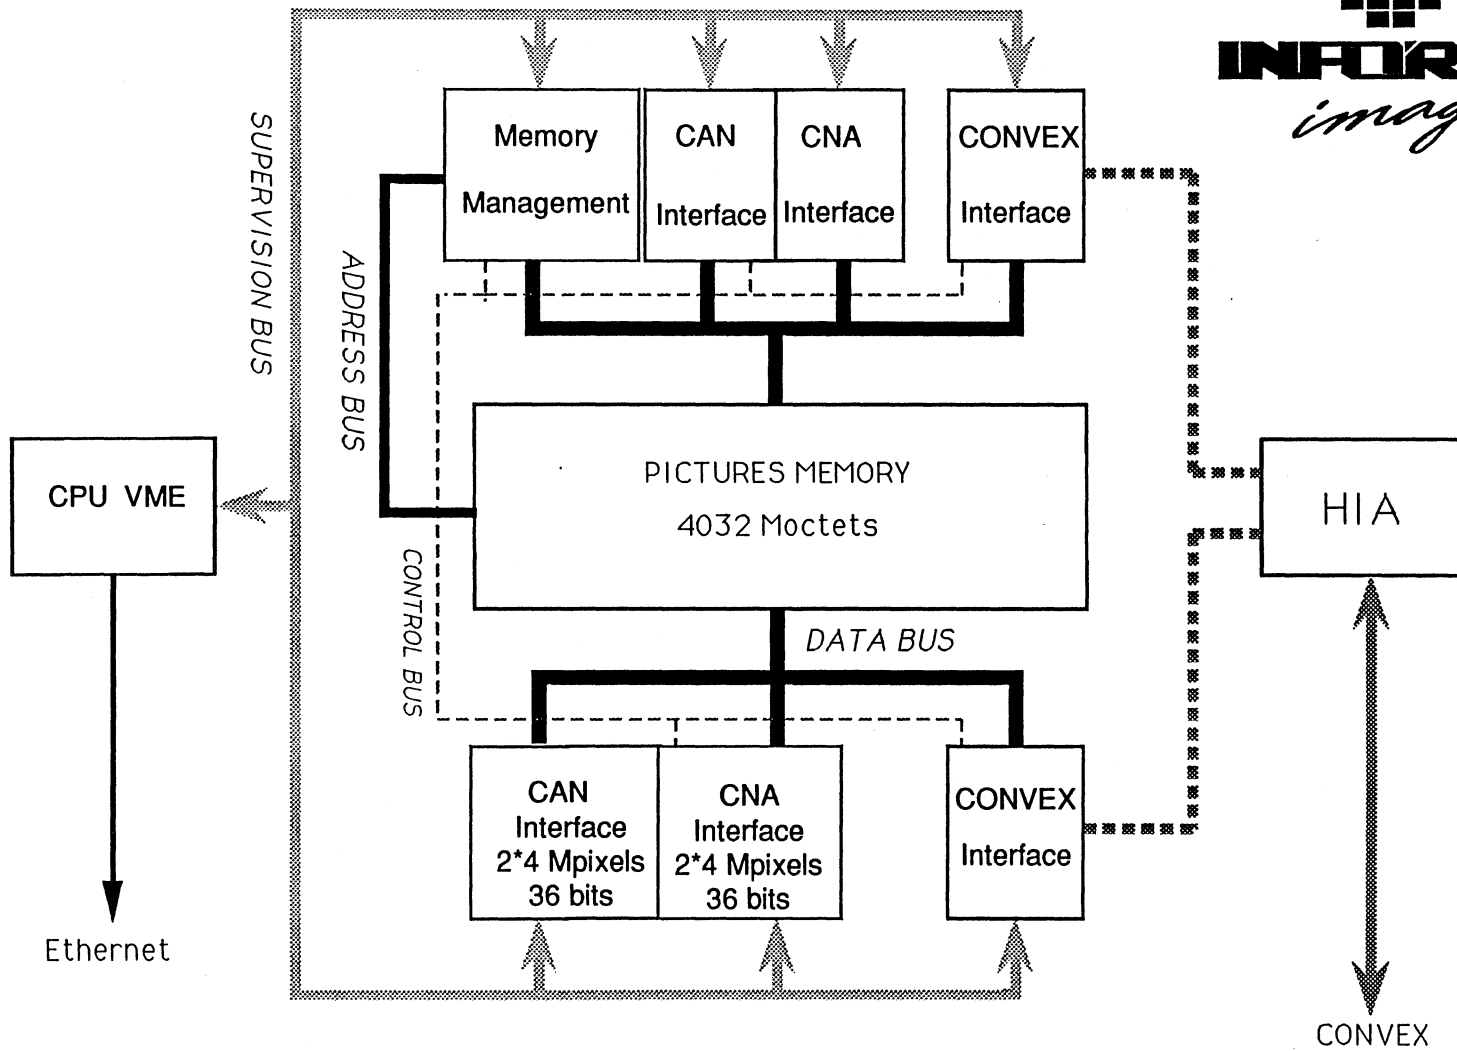 imag
SUPERVISION BUS
ADDRESS BUS
CONTROL BUS
Memory
Management
CAN
Interface
CNA
Interface
CONVEX
Interface
PICTURES MEMORY
4032 Moctets
CPU VME
HIA
DATA BUS
CAN
Interface
2*4 Mpixels
36 bits
CNA
Interface
2*4 Mpixels
36 bits
CONVEX
Interface
Ethernet
CONVEX